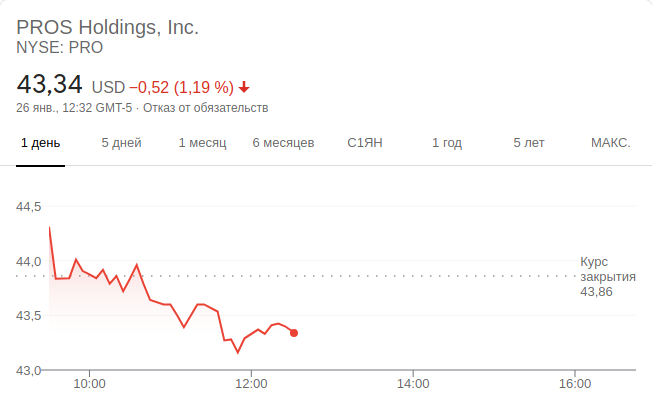 PROS Holdings, Inc.
NYSE: PRO
43,34 USD −0,52 (1,19 %)
26 янв., 12:32 GMT-5 · Отказ от обязательств
1 день 5 дней 1 месяц 6 месяцев С1ЯН 1 год 5 лет МАКС.
44,5
44,0
Курс
закрытия
43,86
43,5
43,0
10:00 12:00 14:00 16:00